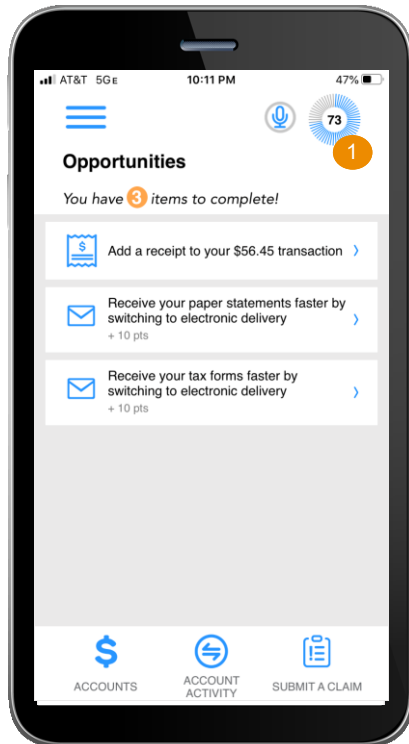 AT&T 5GE 10:11 PM 47%
73
1
Opportunities
You have 3 items to complete!
$
Add a receipt to your $56.45 transaction
Receive your paper statements faster by
switching to electronic delivery
+ 10 pts
Receive your tax forms faster by
switching to electronic delivery
+ 10 pts
$
ACCOUNTS
ACCOUNT
ACTIVITY
SUBMIT A CLAIM